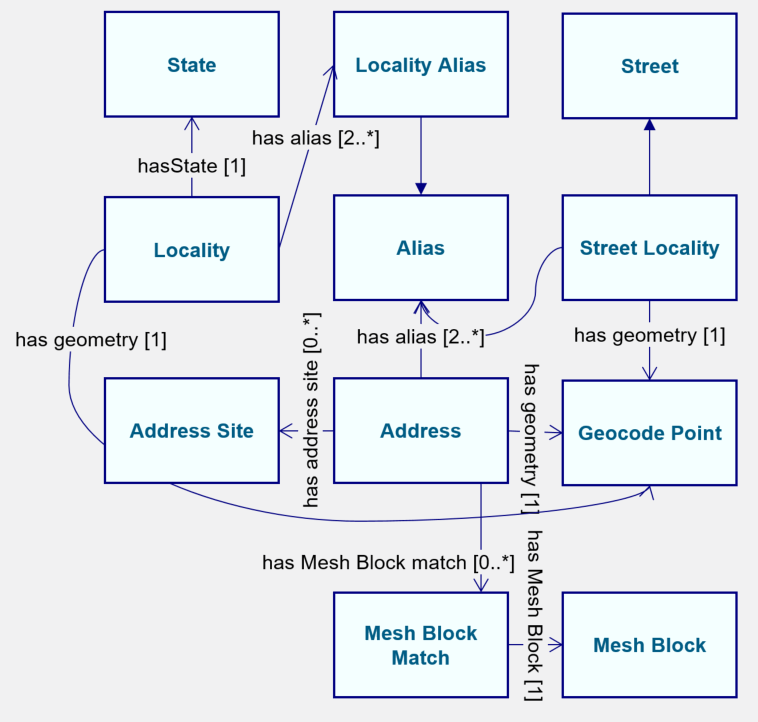 State
Locality Alias
Street
has alias [2..*]
hasState [1]
Locality
Alias
Street Locality
has geometry [1]
has alias [2..*]
has geometry [1]
has address site [0..*]
has geometry [1]
Address Site
Address
Geocode Point
has Mesh Block match [0..*]
has Mesh Block [1]
Mesh Block
Match
Mesh Block